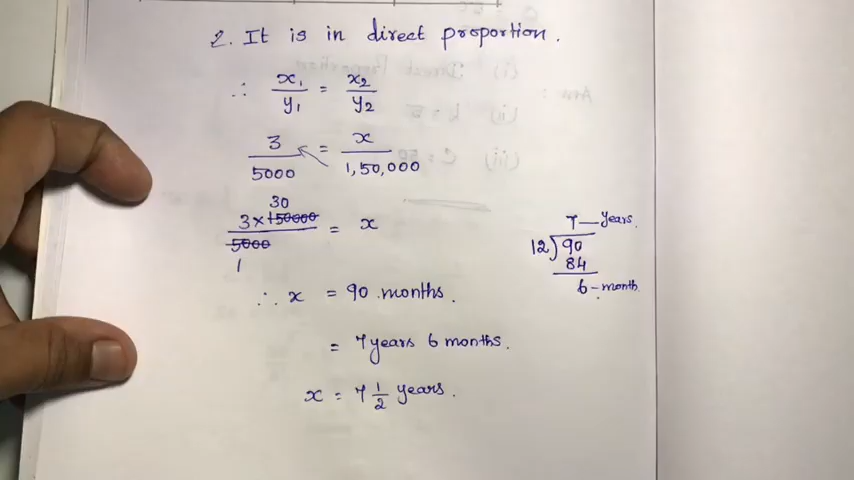 2. It is in direct proportion.
∴ x₁/y₁ = x₂/y₂
3/5000 = x/1,50,000
30
3×150000/5000 = x
1
∴ x = 90 months.
= 7 years 6 months.
x = 7 1/2 years.
7 — years.
12)90
84
6 – month